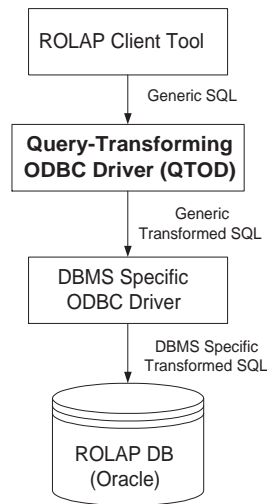 ROLAP Client Tool
Generic SQL
Query-Transforming
ODBC Driver (QTOD)
Generic
Transformed SQL
DBMS Specific
ODBC Driver
DBMS Specific
Transformed SQL
ROLAP DB
(Oracle)